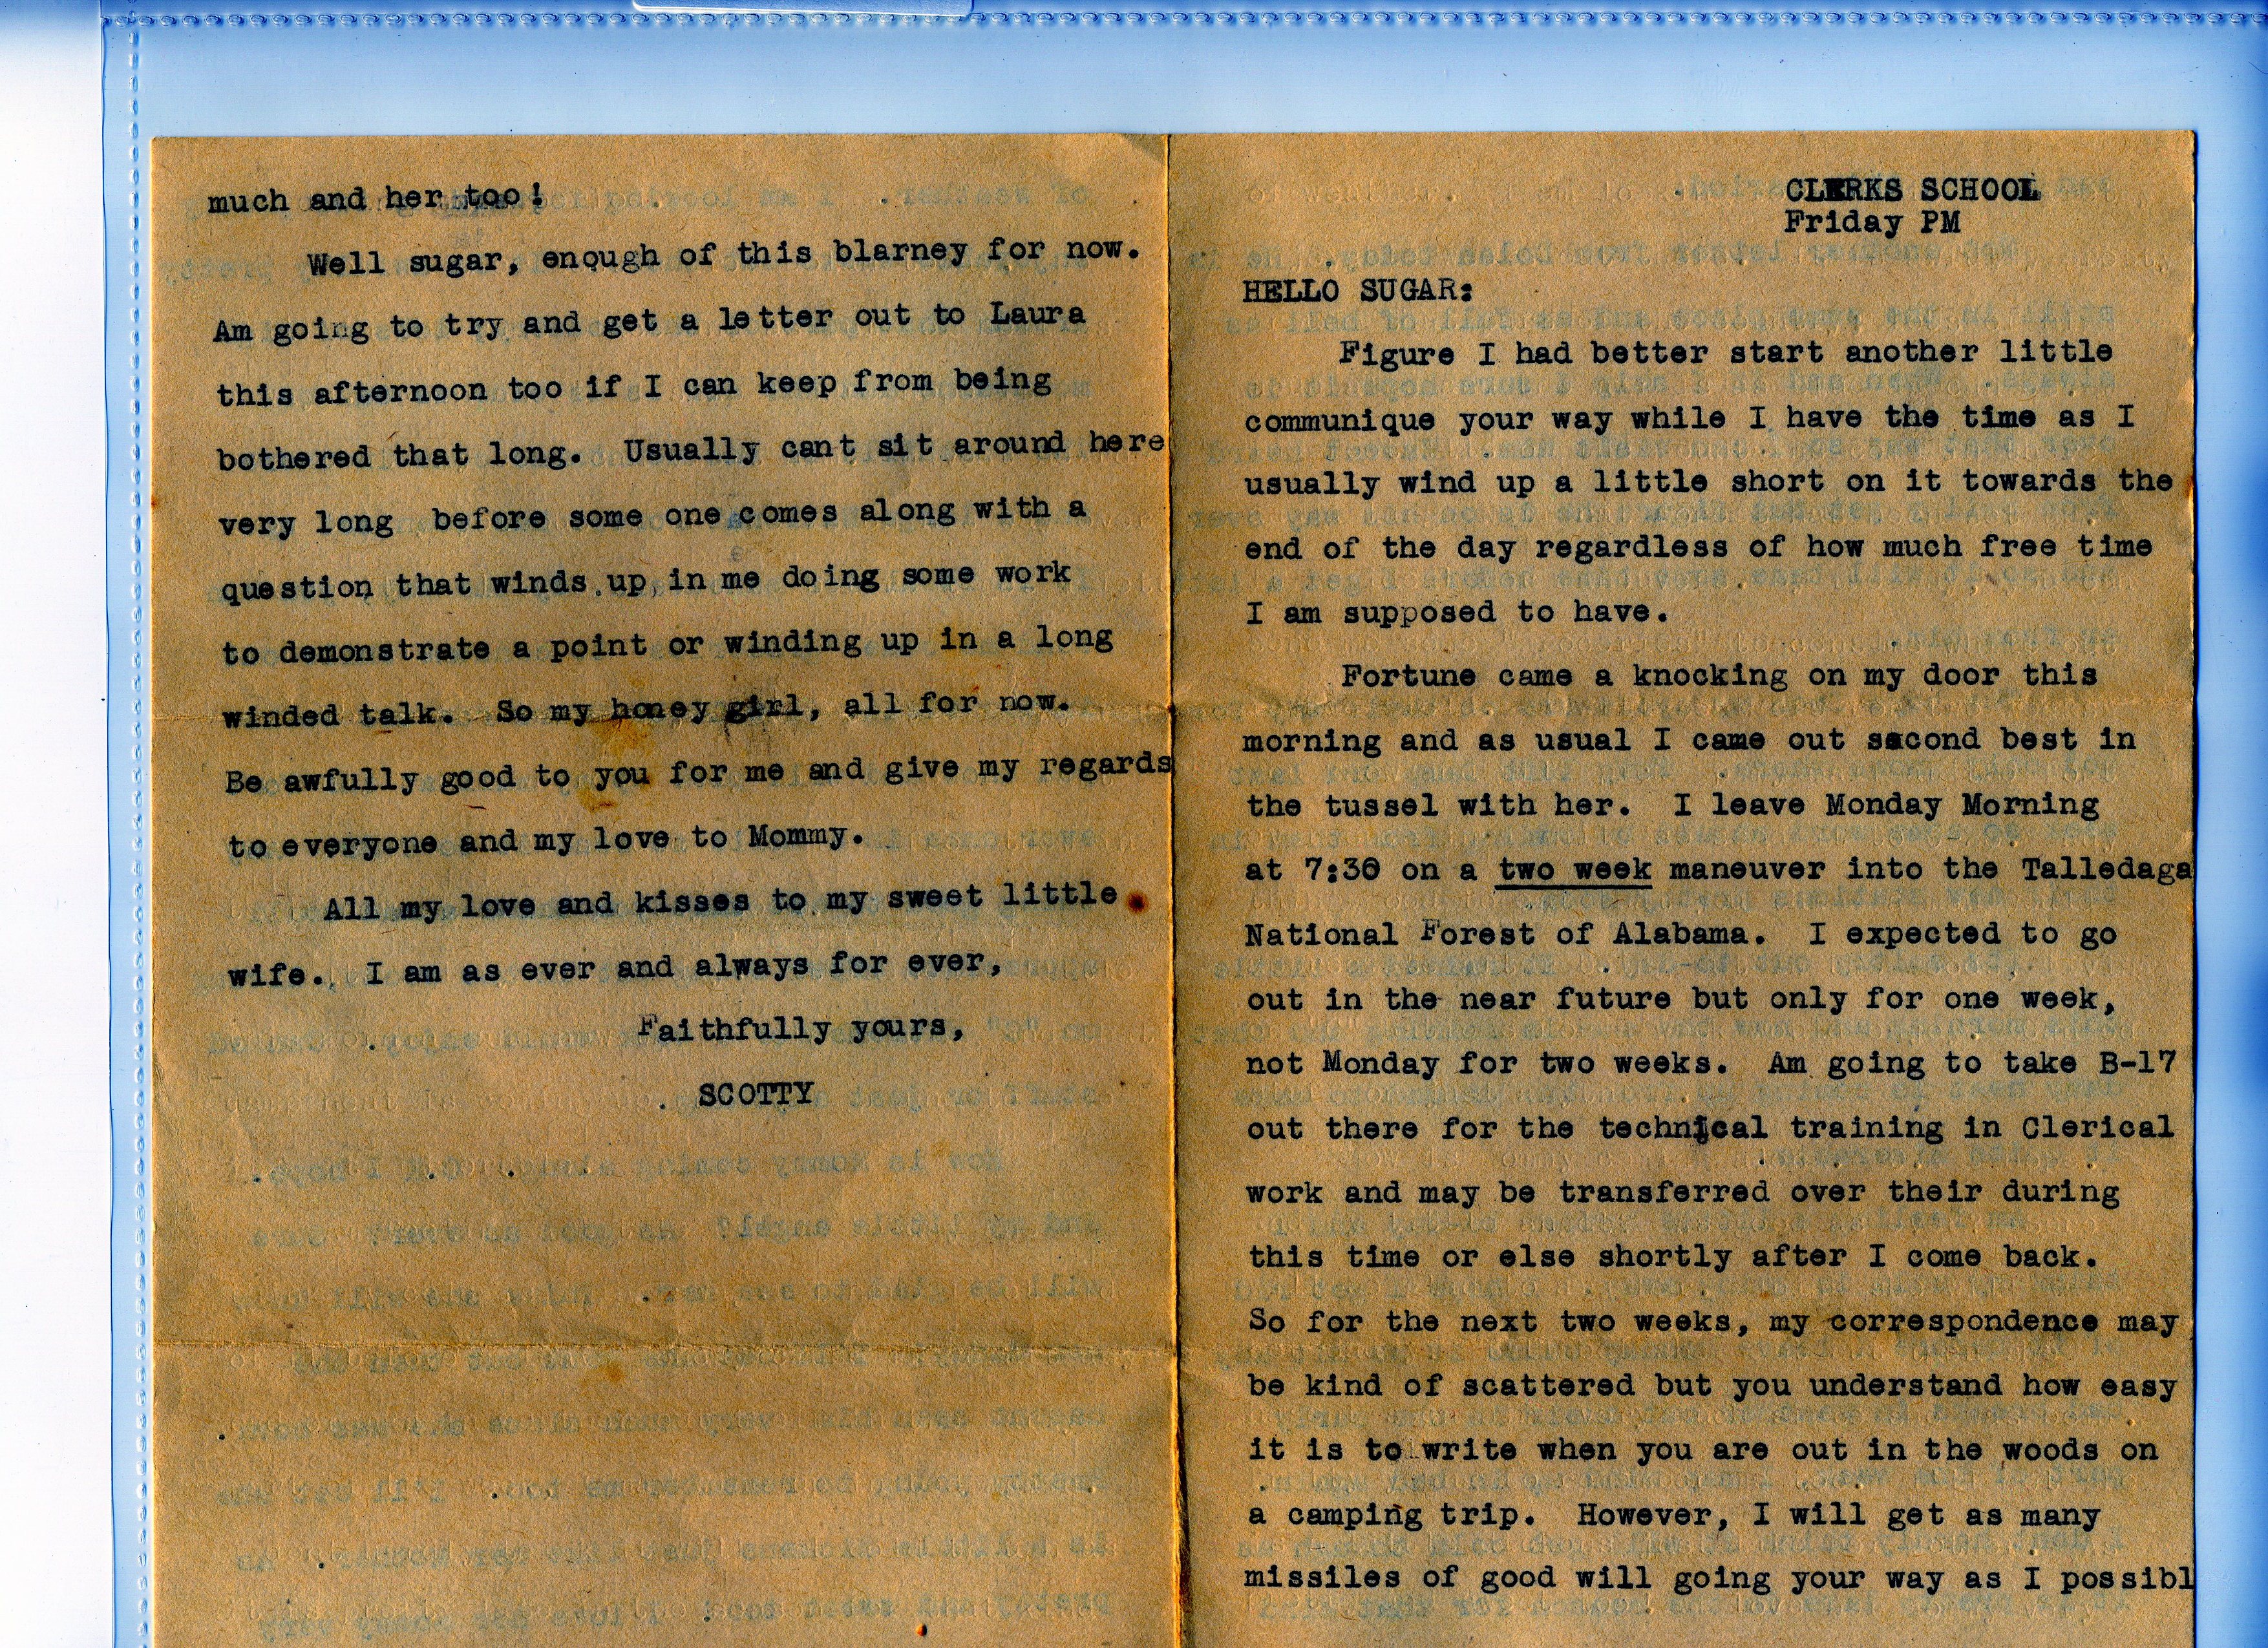 much and her too!
Well sugar, enough of this blarney for now.
Am going to try and get a letter out to Laura
this afternoon too if I can keep from being
bothered that long. Usually cant sit around here
very long before some one comes along with a
question that winds up in me doing some work
to demonstrate a point or winding up in a long
winded talk. So my honey girl, all for now.
Be awfully good to you for me and give my regards
to everyone and my love to Mommy.
All my love and kisses to my sweet little
wife. I am as ever and always for ever,
Faithfully yours,
SCOTTY
CLERKS SCHOOL
Friday PM
HELLO SUGAR:
Figure I had better start another little
communique your way while I have the time as I
usually wind up a little short on it towards the
end of the day regardless of how much free time
I am supposed to have.
Fortune came a knocking on my door this
morning and as usual I came out second best in
the tussel with her. I leave Monday Morning
at 7:30 on a two week maneuver into the Talledaga
National Forest of Alabama. I expected to go
out in the near future but only for one week,
not Monday for two weeks. Am going to take B-17
out there for the technical training in Clerical
work and may be transferred over their during
this time or else shortly after I come back.
So for the next two weeks, my correspondence may
be kind of scattered but you understand how easy
it is to write when you are out in the woods on
a camping trip. However, I will get as many
missiles of good will going your way as I possibl